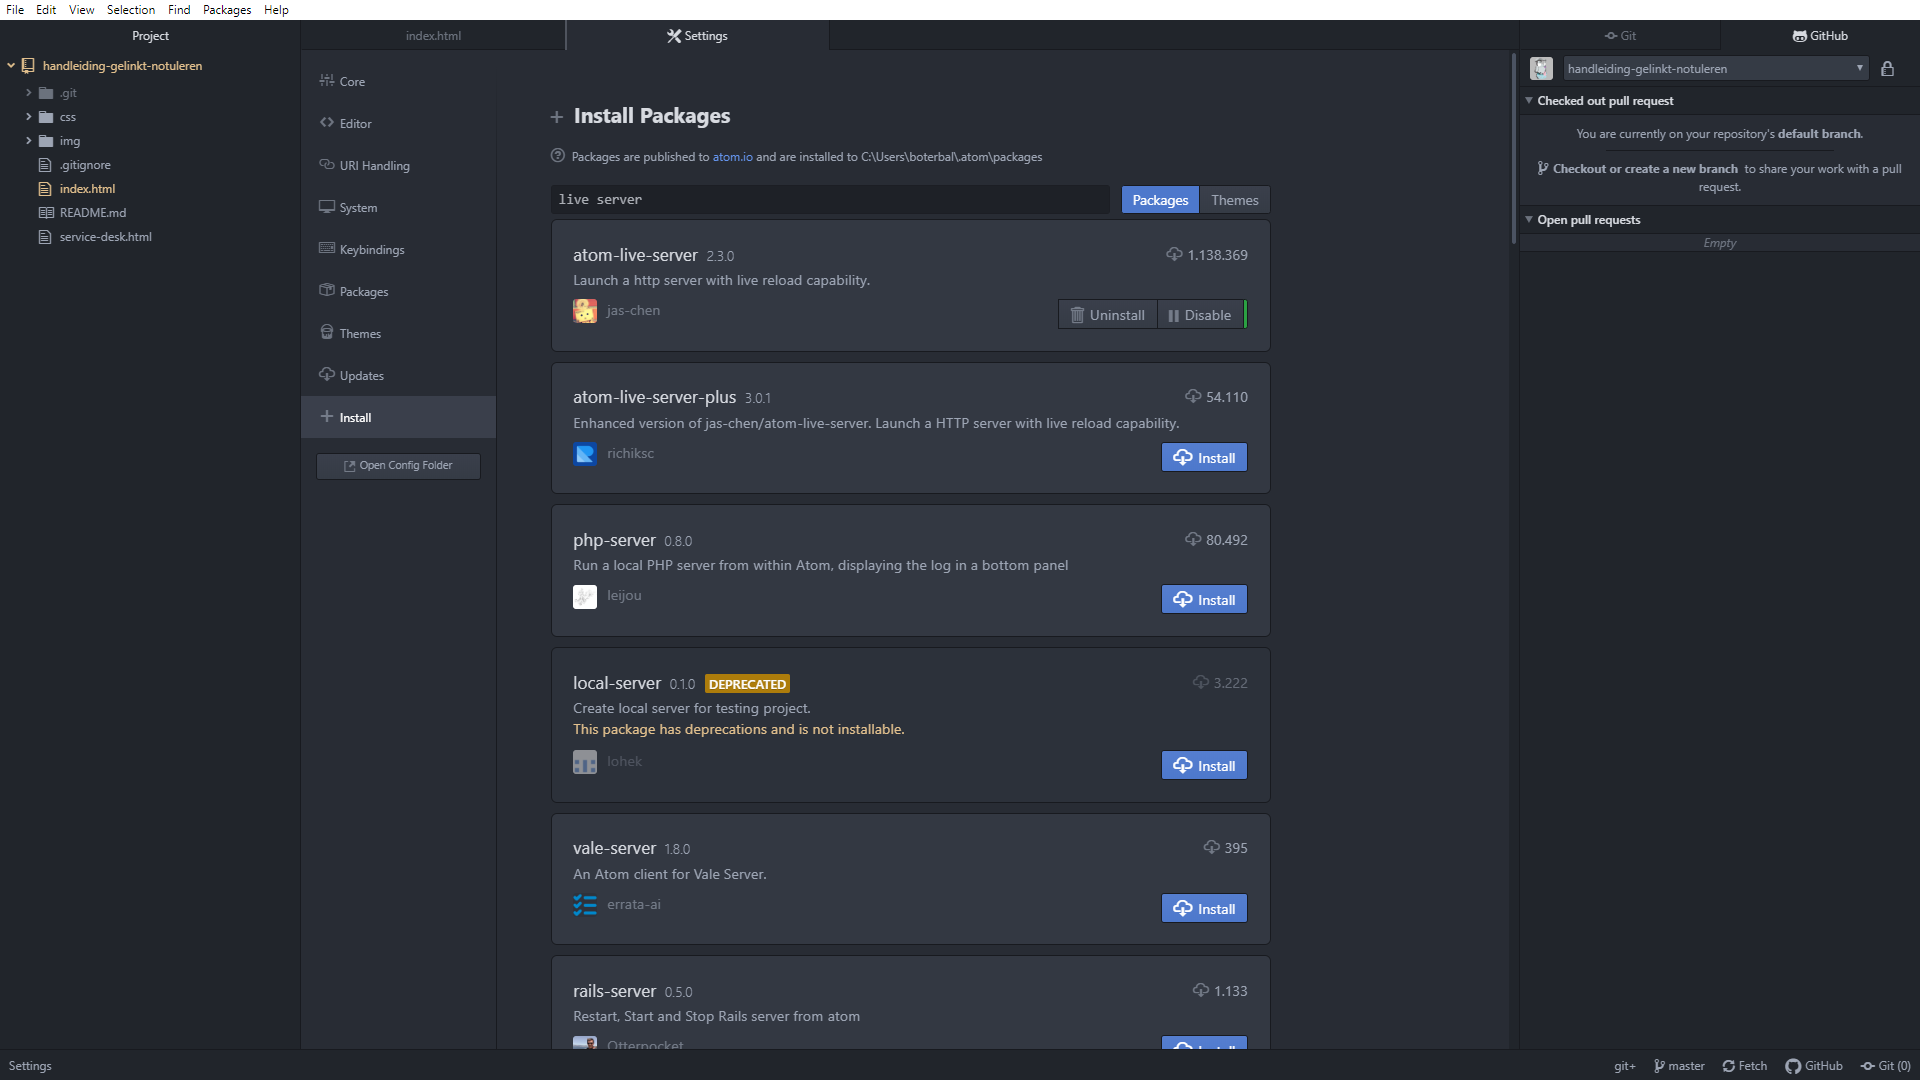 File Edit View Selection Find Packages Help
Project
index.html
Settings
Git
GitHub
handleiding-gelinkt-notuleren
.git
css
img
.gitignore
index.html
README.md
service-desk.html
Core
Editor
URI Handling
System
Keybindings
Packages
Themes
Updates
Install
Open Config Folder
Install Packages
Packages are published to atom.io and are installed to C:\Users\boterbal\.atom\packages
live server
Packages
Themes
atom-live-server 2.3.0
1.138.369
Launch a http server with live reload capability.
jas-chen
Uninstall
Disable
atom-live-server-plus 3.0.1
54.110
Enhanced version of jas-chen/atom-live-server. Launch a HTTP server with live reload capability.
richiksc
Install
php-server 0.8.0
80.492
Run a local PHP server from within Atom, displaying the log in a bottom panel
leijou
Install
local-server 0.1.0 DEPRECATED
3.222
Create local server for testing project.
This package has deprecations and is not installable.
lohek
Install
vale-server 1.8.0
395
An Atom client for Vale Server.
errata-ai
Install
rails-server 0.5.0
1.133
Restart, Start and Stop Rails server from atom
Otterpocket
Install
handleiding-gelinkt-notuleren
Checked out pull request
You are currently on your repository's default branch.
Checkout or create a new branch to share your work with a pull
request.
Open pull requests
Empty
Settings
git+
master
Fetch
GitHub
Git (0)